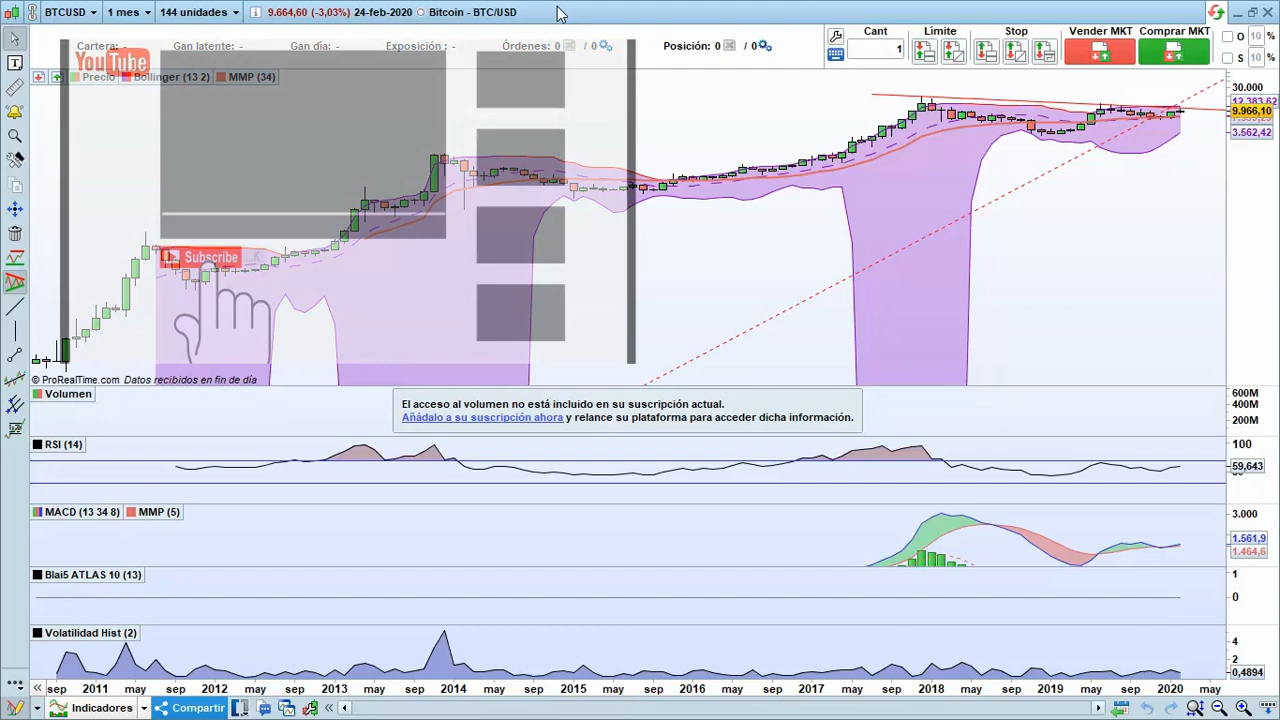 BTCUSD 1 mes 144 unidades 9.664,60 (-3,03%) 24-feb-2020 Bitcoin - BTC/USD
Cartera: - Gan latente: - Gan día: - Exposición : - Órdenes: 0 / 0 Posición: 0 / 0
Cant 1 Límite Stop Vender MKT Comprar MKT O 10 %
S 10 %
YouTube
Precio Bollinger (13 2) MMP (34)
30.000
12.383,62
9.966,10
3.562,42
Subscribe
© ProRealTime.com Datos recibidos en fin de día
Volumen
El acceso al volumen no está incluido en su suscripción actual.
Añádalo a su suscripción ahora y relance su plataforma para acceder dicha información.
600M
400M
200M
RSI (14)
100
59,643
MACD (13 34 8) MMP (5)
3.000
1.561,9
1.464,6
Blai5 ATLAS 10 (13)
1
0
Volatilidad Hist (2)
4
2
0,4894
sep 2011 may sep 2012 may sep 2013 may sep 2014 may sep 2015 may sep 2016 may sep 2017 may sep 2018 may sep 2019 may sep 2020 may
Indicadores Compartir